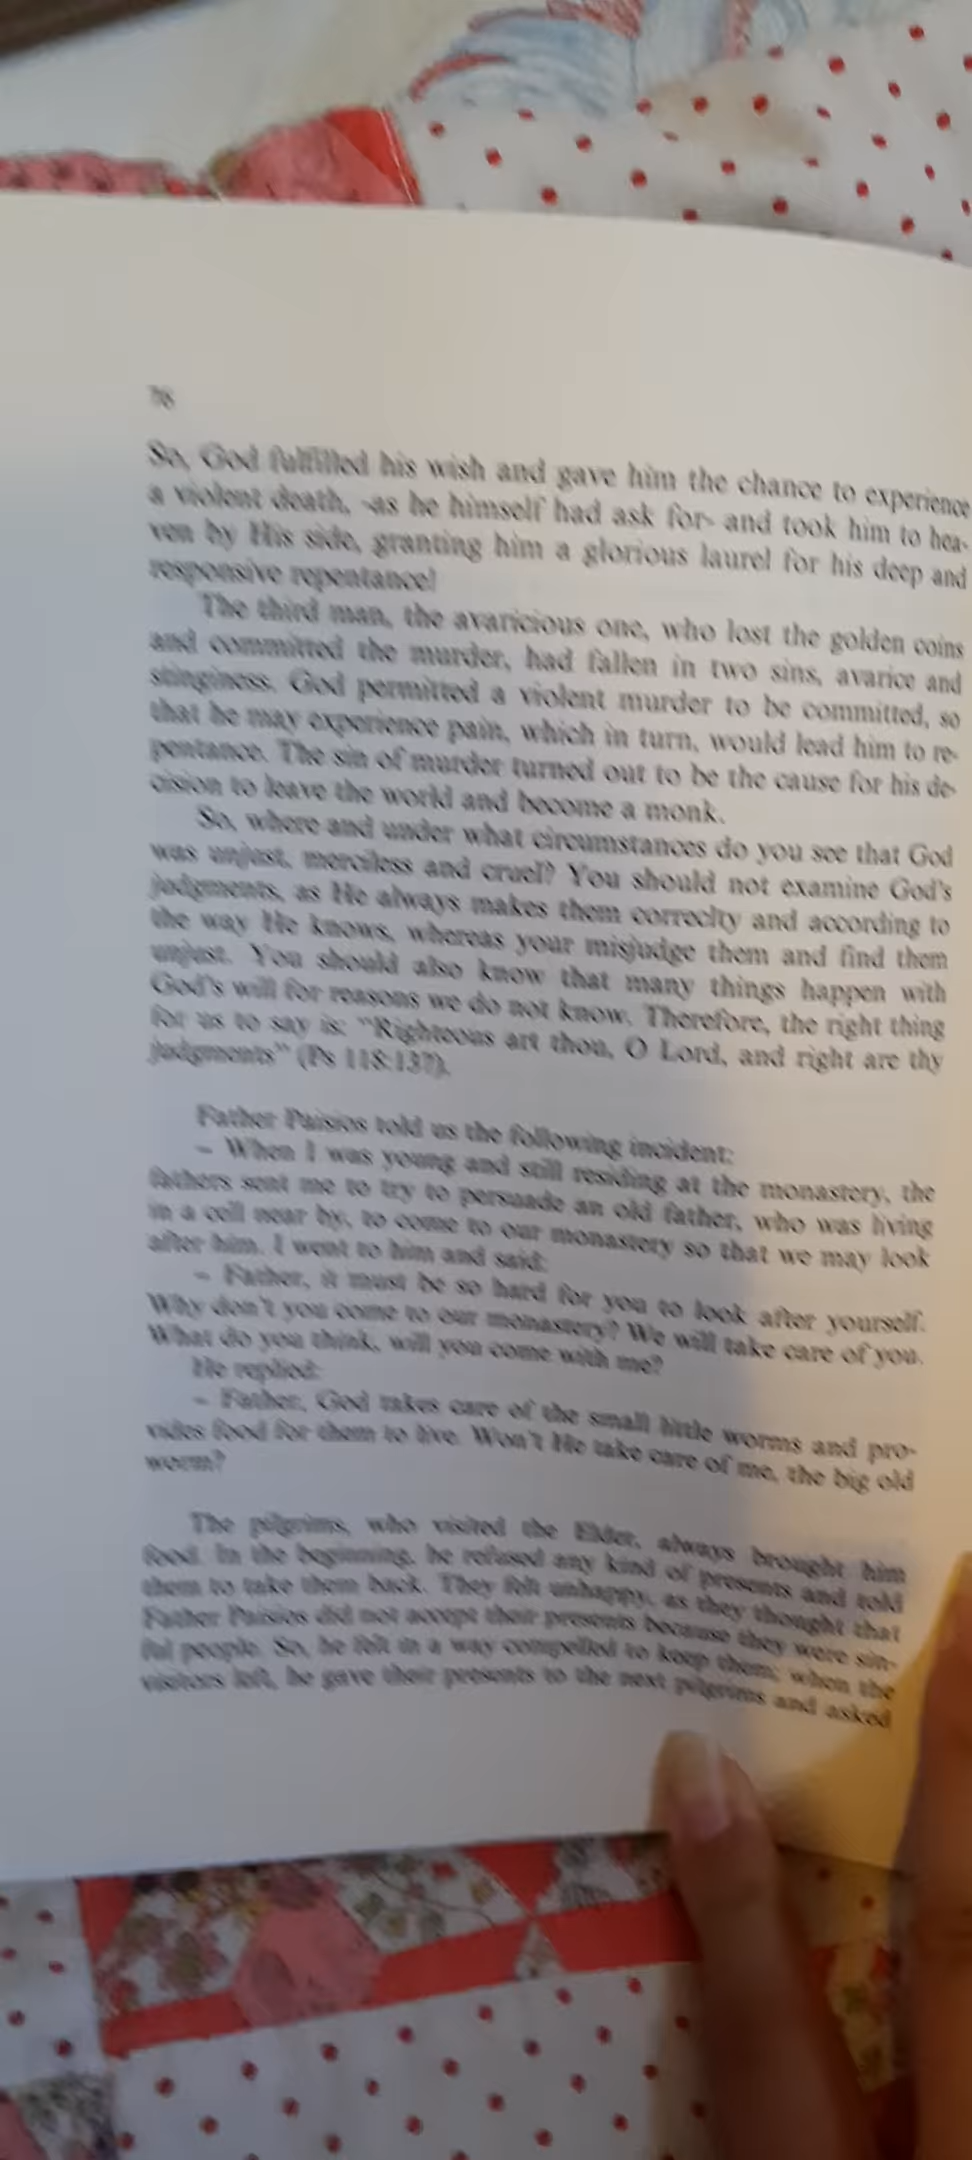 78
So, God fulfilled his wish and gave him the chance to experience
a violent death, -as he himself had ask for- and took him to hea-
ven by His side, granting him a glorious laurel for his deep and
responsive repentance!
The third man, the avaricious one, who lost the golden coins
and committed the murder, had fallen in two sins, avarice and
stinginess. God permitted a violent murder to be committed, so
that he may experience pain, which in turn, would lead him to re-
pentance. The sin of murder turned out to be the cause for his de-
cision to leave the world and become a monk.
So, where and under what circumstances do you see that God
was unjust, merciless and cruel? You should not examine God's
judgments, as He always makes them correclty and according to
the way He knows, whereas your misjudge them and find them
unjust. You should also know that many things happen with
God's will for reasons we do not know. Therefore, the right thing
for us to say is: "Righteous art thou, O Lord, and right are thy
judgments" (Ps 118:137).
Father Paisios told us the following incident:
– When I was young and still residing at the monastery, the
fathers sent me to try to persuade an old father, who was living
in a cell near by, to come to our monastery so that we may look
after him. I went to him and said:
– Father, it must be so hard for you to look after yourself.
Why don't you come to our monastery? We will take care of you.
What do you think, will you come with me?
He replied:
– Father, God takes care of the small little worms and pro-
vides food for them to live. Won't He take care of me, the big old
worm?
The pilgrims, who visited the Elder, always brought him
food. In the beginning, he refused any kind of presents and told
them to take them back. They felt unhappy, as they thought that
Father Paisios did not accept their presents because they were sin-
ful people. So, he felt in a way compelled to keep them; when the
visitors left, he gave their presents to the next pilgrims and asked